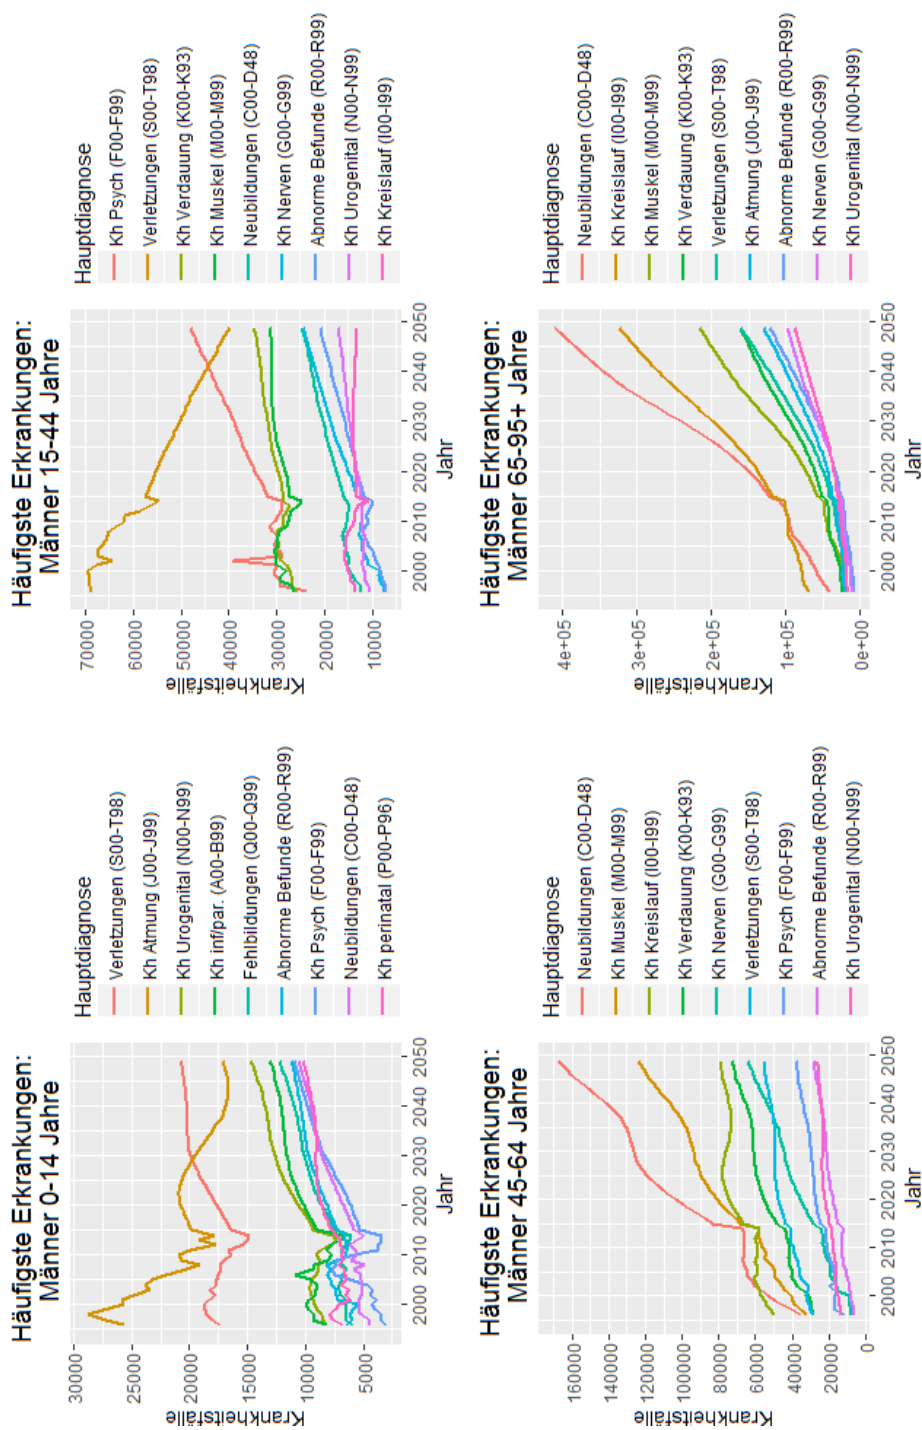 Häufigste Erkrankungen:
Männer 0-14 Jahre
Krankheitsfälle
30000
25000
20000
15000
10000
5000
2000
2010
2020
2030
2040
2050
Jahr
Hauptdiagnose
Verletzungen (S00-T98)
Kh Atmung (J00-J99)
Kh Urogenital (N00-N99)
Kh inf/par. (A00-B99)
Fehlbildungen (Q00-Q99)
Abnorme Befunde (R00-R99)
Kh Psych (F00-F99)
Neubildungen (C00-D48)
Kh perinatal (P00-P96)
Häufigste Erkrankungen:
Männer 15-44 Jahre
Krankheitsfälle
70000
60000
50000
40000
30000
20000
10000
2000
2010
2020
2030
2040
2050
Jahr
Hauptdiagnose
Kh Psych (F00-F99)
Verletzungen (S00-T98)
Kh Verdauung (K00-K93)
Kh Muskel (M00-M99)
Neubildungen (C00-D48)
Kh Nerven (G00-G99)
Abnorme Befunde (R00-R99)
Kh Urogenital (N00-N99)
Kh Kreislauf (I00-I99)
Häufigste Erkrankungen:
Männer 45-64 Jahre
Krankheitsfälle
160000
140000
120000
100000
80000
60000
40000
20000
0
2000
2010
2020
2030
2040
2050
Jahr
Hauptdiagnose
Neubildungen (C00-D48)
Kh Muskel (M00-M99)
Kh Kreislauf (I00-I99)
Kh Verdauung (K00-K93)
Kh Nerven (G00-G99)
Verletzungen (S00-T98)
Kh Psych (F00-F99)
Abnorme Befunde (R00-R99)
Kh Urogenital (N00-N99)
Häufigste Erkrankungen:
Männer 65-95+ Jahre
Krankheitsfälle
4e+05
3e+05
2e+05
1e+05
0e+00
2000
2010
2020
2030
2040
2050
Jahr
Hauptdiagnose
Neubildungen (C00-D48)
Kh Kreislauf (I00-I99)
Kh Muskel (M00-M99)
Kh Verdauung (K00-K93)
Verletzungen (S00-T98)
Kh Atmung (J00-J99)
Abnorme Befunde (R00-R99)
Kh Nerven (G00-G99)
Kh Urogenital (N00-N99)